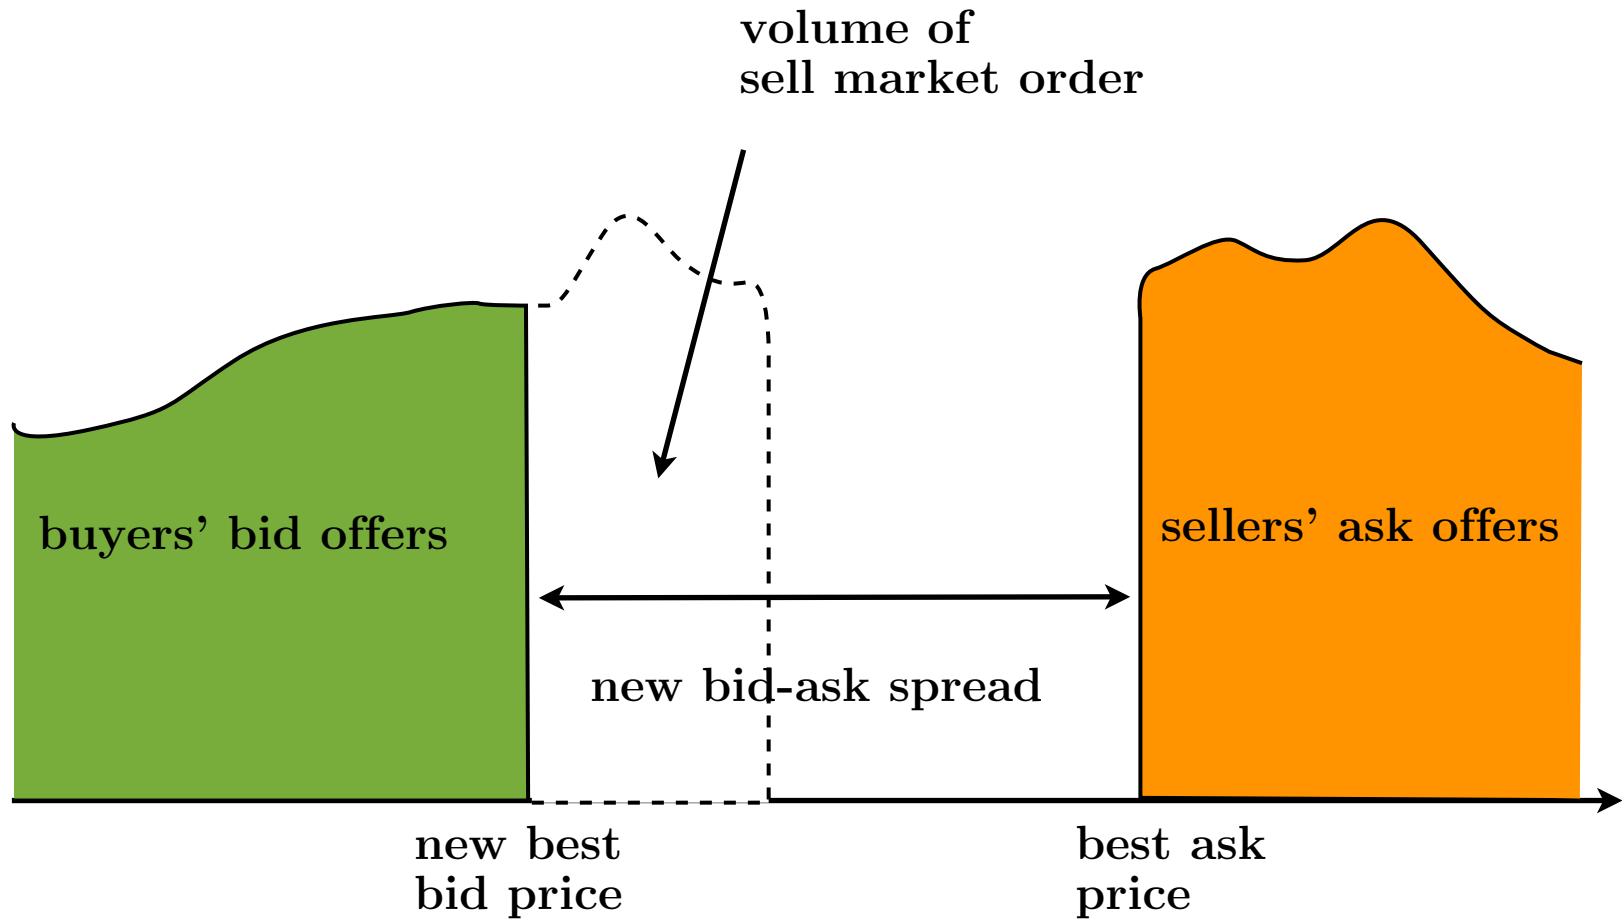 volume of
sell market order
buyers’ bid offers
sellers’ ask offers
new bid-ask spread
new best
bid price
best ask
price